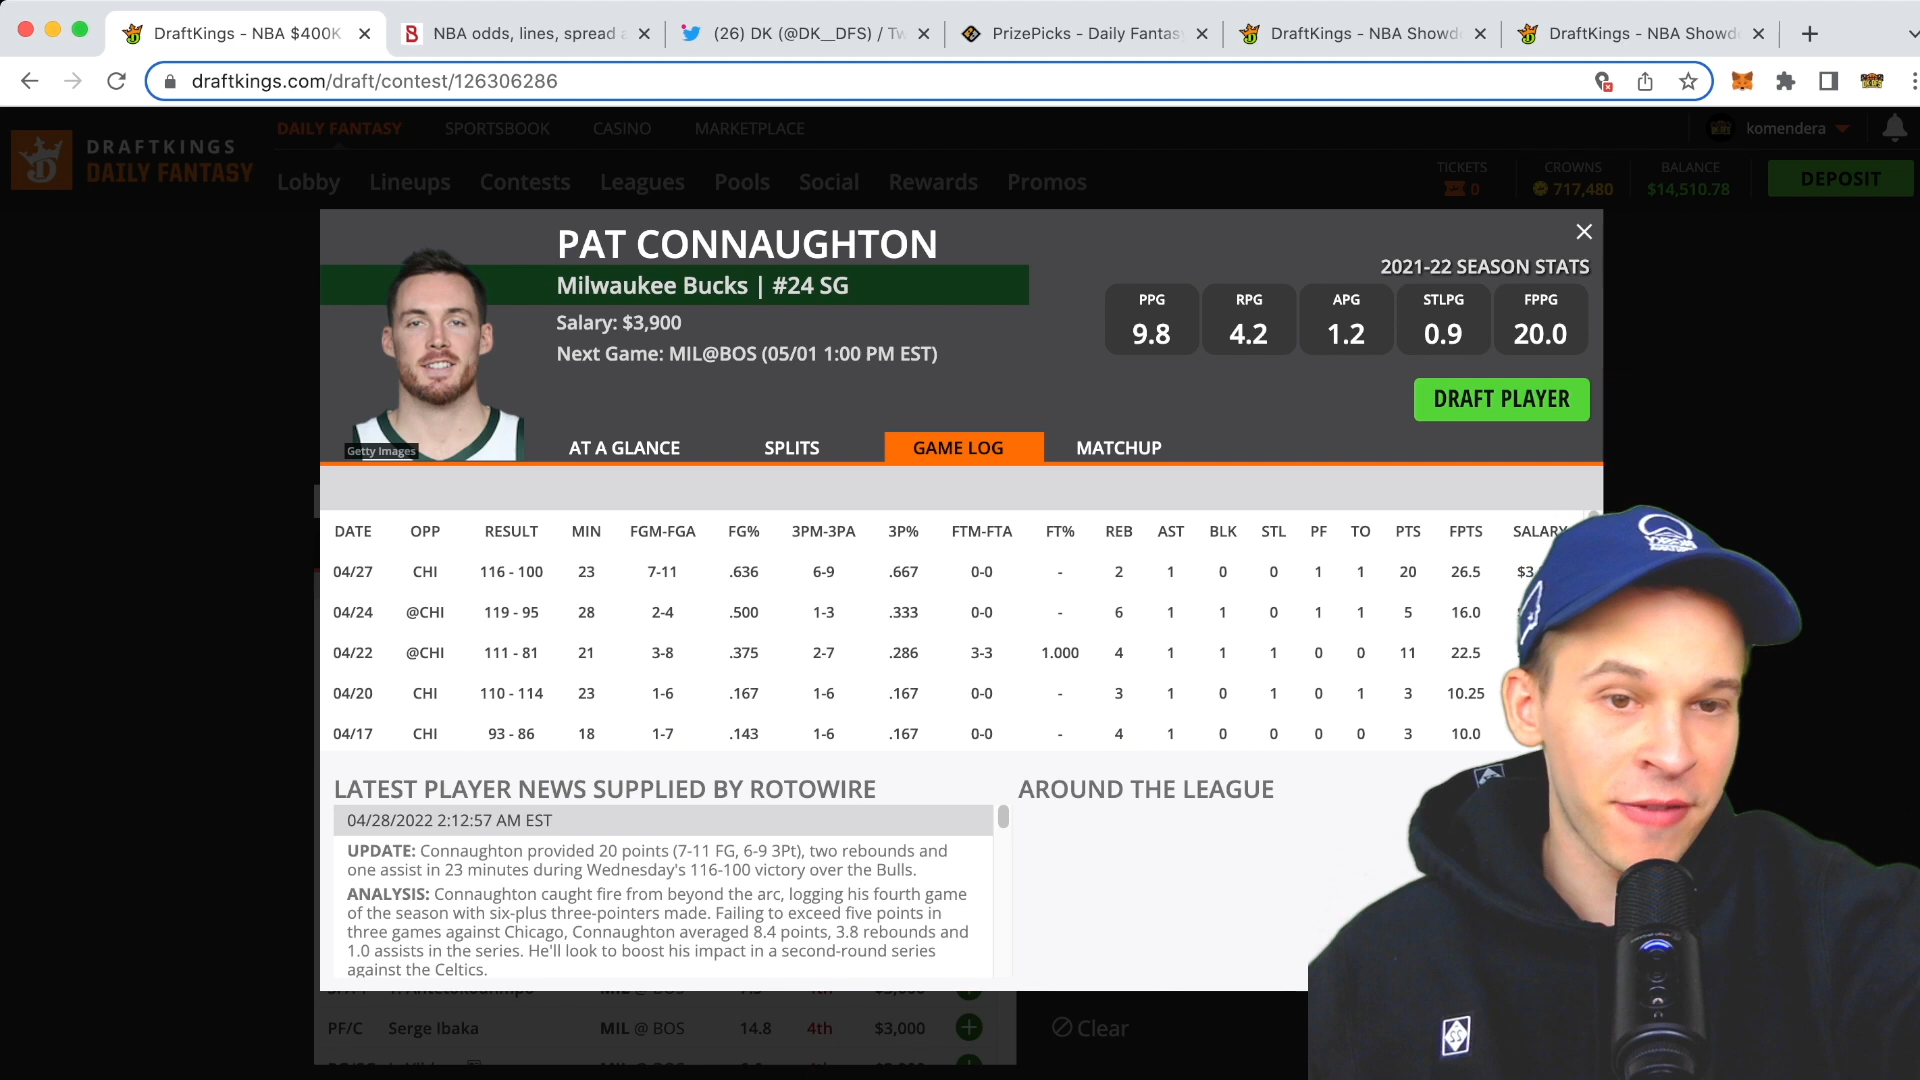 DraftKings - NBA $400K
NBA odds, lines, spread
(26) DK (@DK__DFS) / Tw
PrizePicks - Daily Fantasy
DraftKings - NBA Showd
DraftKings - NBA Showd
draftkings.com/draft/contest/126306286
DRAFTKINGS
DAILY FANTASY
DAILY FANTASY SPORTSBOOK CASINO MARKETPLACE
komendera
Lobby Lineups Contests Leagues Pools Social Rewards Promos
TICKETS 0
CROWNS 717,480
BALANCE $14,510.78
DEPOSIT
PAT CONNAUGHTON
Milwaukee Bucks | #24 SG
Salary: $3,900
Next Game: MIL@BOS (05/01 1:00 PM EST)
Getty Images
2021-22 SEASON STATS
PPG RPG APG STLPG FPPG
9.8 4.2 1.2 0.9 20.0
DRAFT PLAYER
AT A GLANCE SPLITS GAME LOG MATCHUP
DATE OPP RESULT MIN FGM-FGA FG% 3PM-3PA 3P% FTM-FTA FT% REB AST BLK STL PF TO PTS FPTS SALARY
04/27 CHI 116 - 100 23 7-11 .636 6-9 .667 0-0 - 2 1 0 0 1 1 20 26.5 $3
04/24 @CHI 119 - 95 28 2-4 .500 1-3 .333 0-0 - 6 1 1 0 1 1 5 16.0
04/22 @CHI 111 - 81 21 3-8 .375 2-7 .286 3-3 1.000 4 1 1 1 0 0 11 22.5
04/20 CHI 110 - 114 23 1-6 .167 1-6 .167 0-0 - 3 1 0 1 0 1 3 10.25
04/17 CHI 93 - 86 18 1-7 .143 1-6 .167 0-0 - 4 1 0 0 0 0 3 10.0
LATEST PLAYER NEWS SUPPLIED BY ROTOWIRE
AROUND THE LEAGUE
04/28/2022 2:12:57 AM EST
UPDATE: Connaughton provided 20 points (7-11 FG, 6-9 3Pt), two rebounds and
one assist in 23 minutes during Wednesday's 116-100 victory over the Bulls.
ANALYSIS: Connaughton caught fire from beyond the arc, logging his fourth game
of the season with six-plus three-pointers made. Failing to exceed five points in
three games against Chicago, Connaughton averaged 8.4 points, 3.8 rebounds and
1.0 assists in the series. He'll look to boost his impact in a second-round series
against the Celtics.
PF/C Serge Ibaka MIL @ BOS 14.8 4th $3,000
Clear